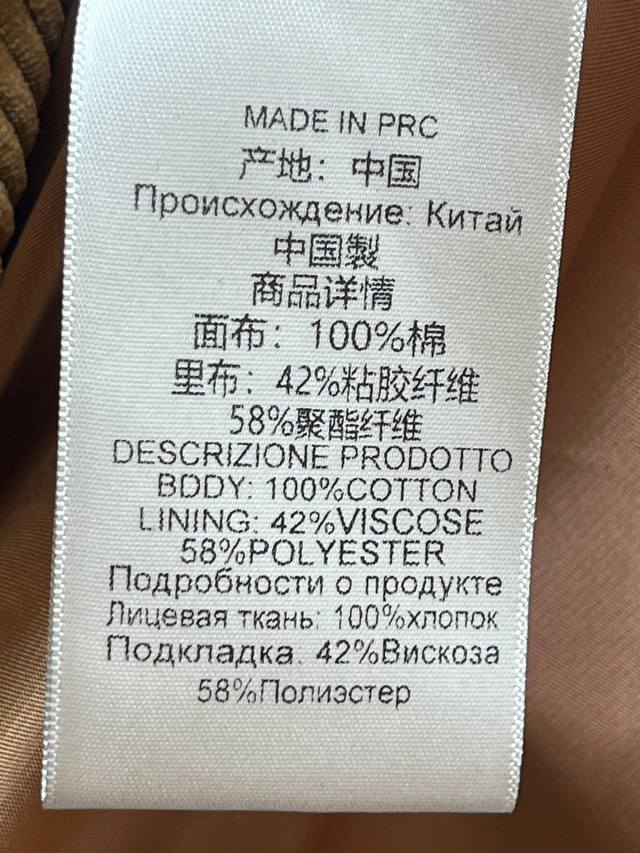 MADE IN PRC
产地：中国
Происхождение: Китай
中国製
商品详情
面布：100%棉
里布：42%粘胶纤维
58%聚酯纤维
DESCRIZIONE PRODOTTO
BDDY: 100%COTTON
LINING: 42%VISCOSE
58%POLYESTER
Подробности о продукте
Лицевая ткань: 100%хлопок
Подкладка. 42%Вискоза
58%Полиэстер